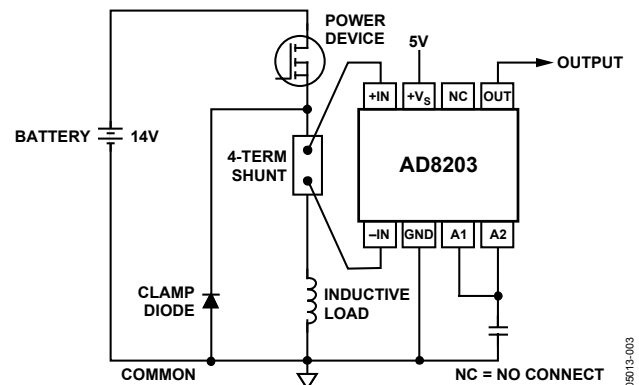 POWER
DEVICE
5V
OUTPUT
+IN
+VS
NC
OUT
BATTERY
14V
4-TERM
SHUNT
AD8203
–IN
GND
A1
A2
CLAMP
DIODE
INDUCTIVE
LOAD
COMMON
NC = NO CONNECT
05013-003